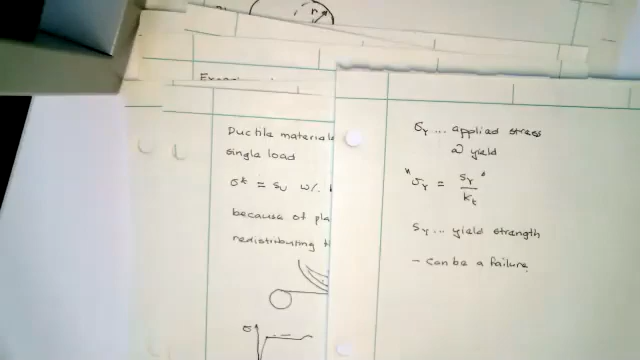 r
Ductile materials
single load
σ* = Su w/.
because of pla
redistributing
σ
σy ... applied stress
@ yield
"σy = Sy / Kt"
Sy ... yield strength
- can be a failure